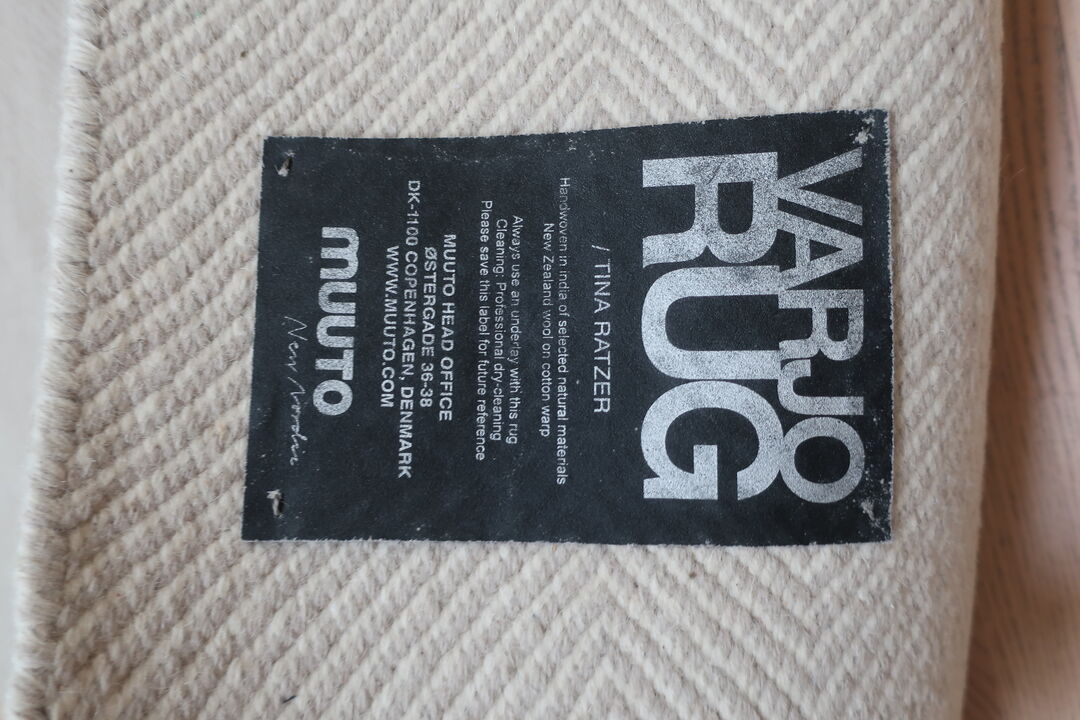 VARJO
RUG
/ TINA RATZER
Handwoven in india of selected natural materials
New Zealand wool on cotton warp
Always use an underlay with this rug
Cleaning: Professional dry-cleaning
Please save this label for future reference
MUUTO HEAD OFFICE
ØSTERGADE 36-38
DK-1100 COPENHAGEN, DENMARK
WWW.MUUTO.COM
muuto
New Nordic